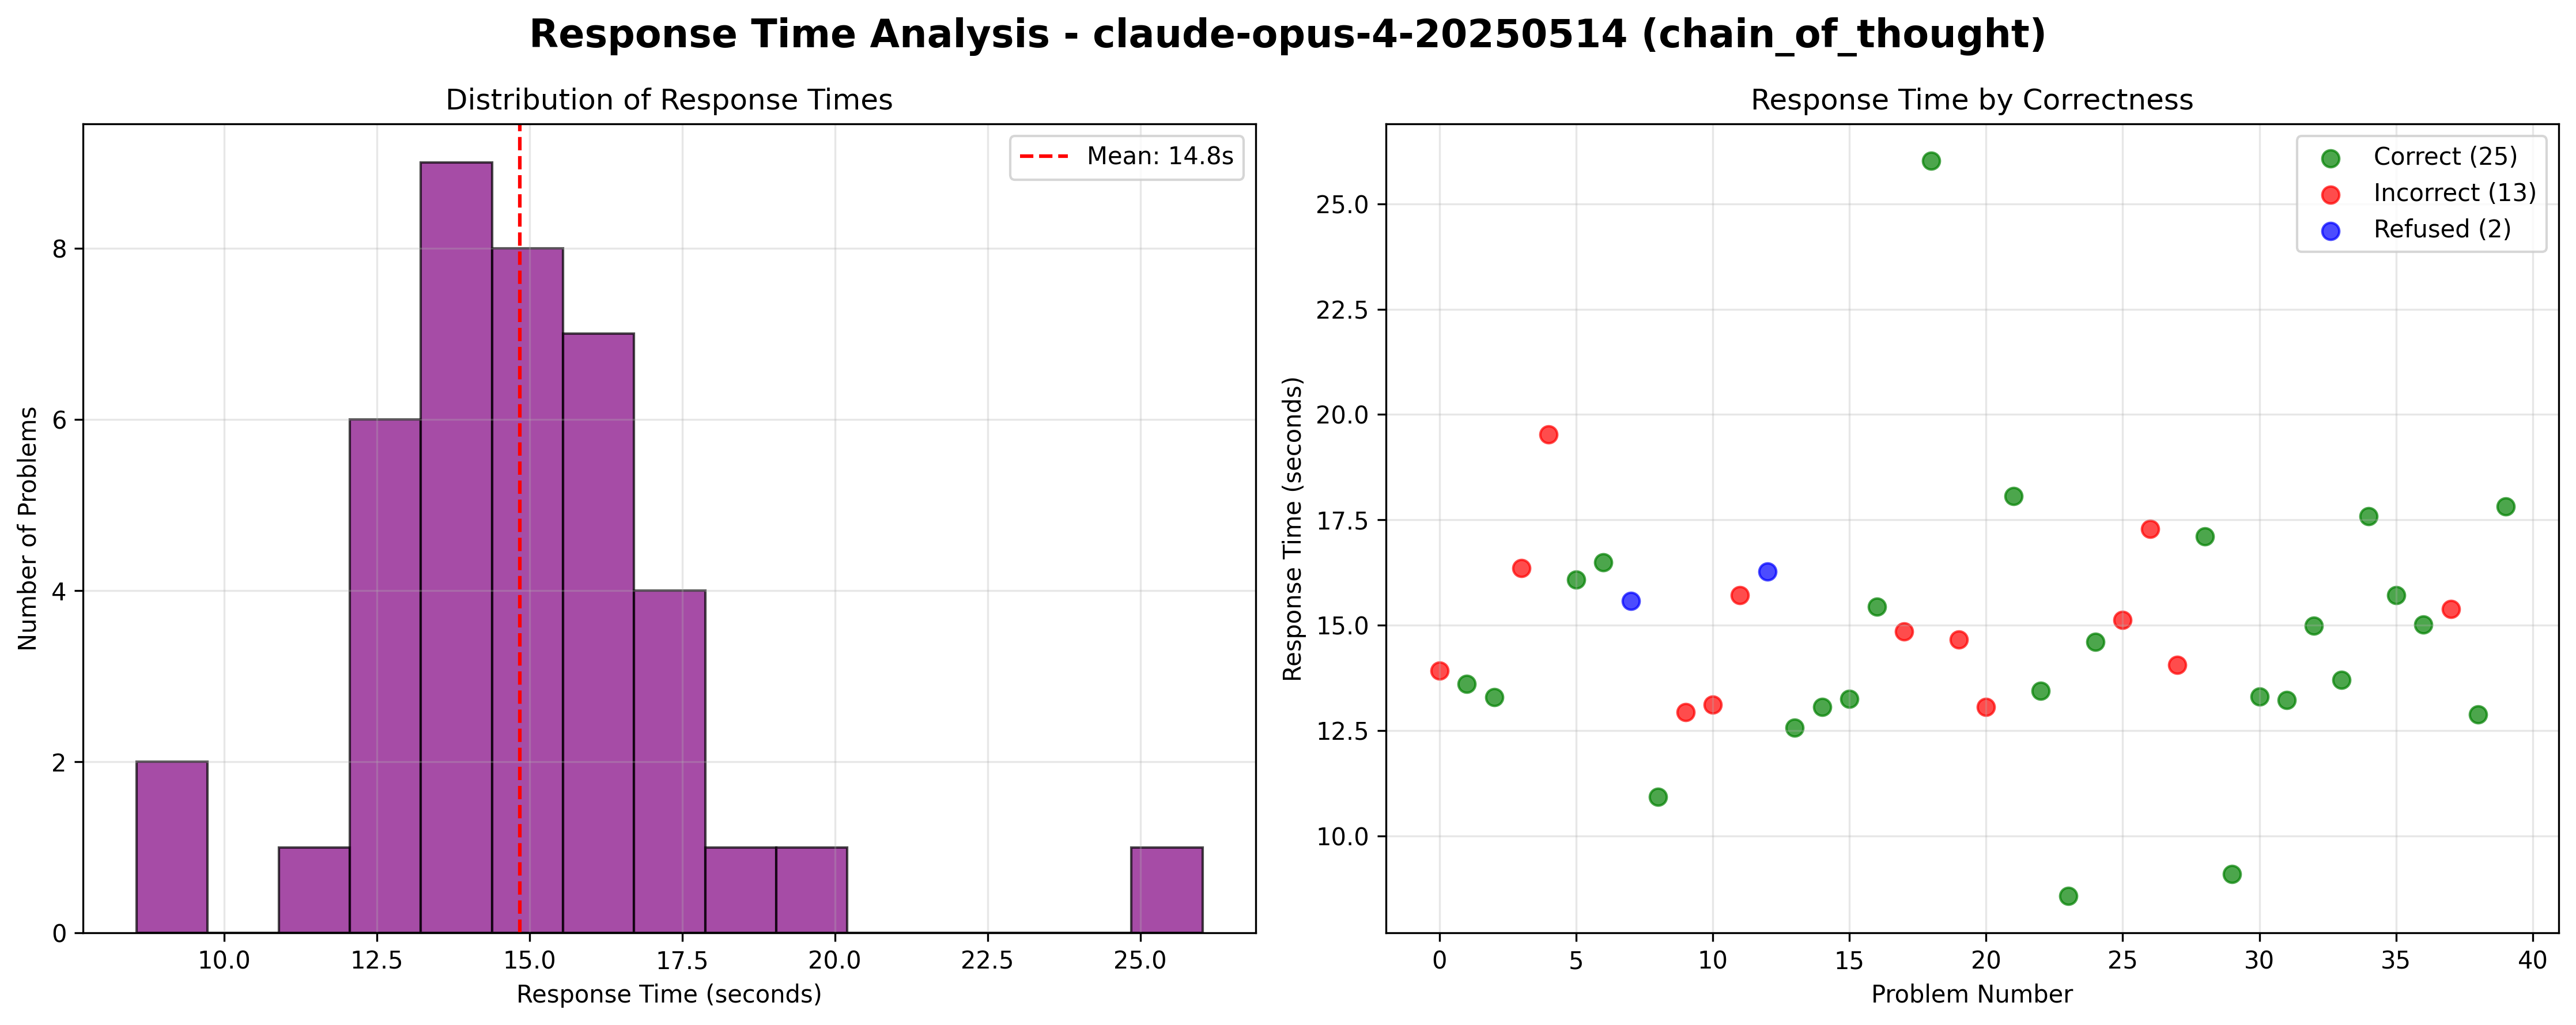 Response Time Analysis - claude-opus-4-20250514 (chain_of_thought)
Distribution of Response Times
Mean: 14.8s
Number of Problems
8
6
4
2
0
10.0 12.5 15.0 17.5 20.0 22.5 25.0
Response Time (seconds)
Response Time by Correctness
Correct (25)
Incorrect (13)
Refused (2)
Response Time (seconds)
25.0
22.5
20.0
17.5
15.0
12.5
10.0
0 5 10 15 20 25 30 35 40
Problem Number